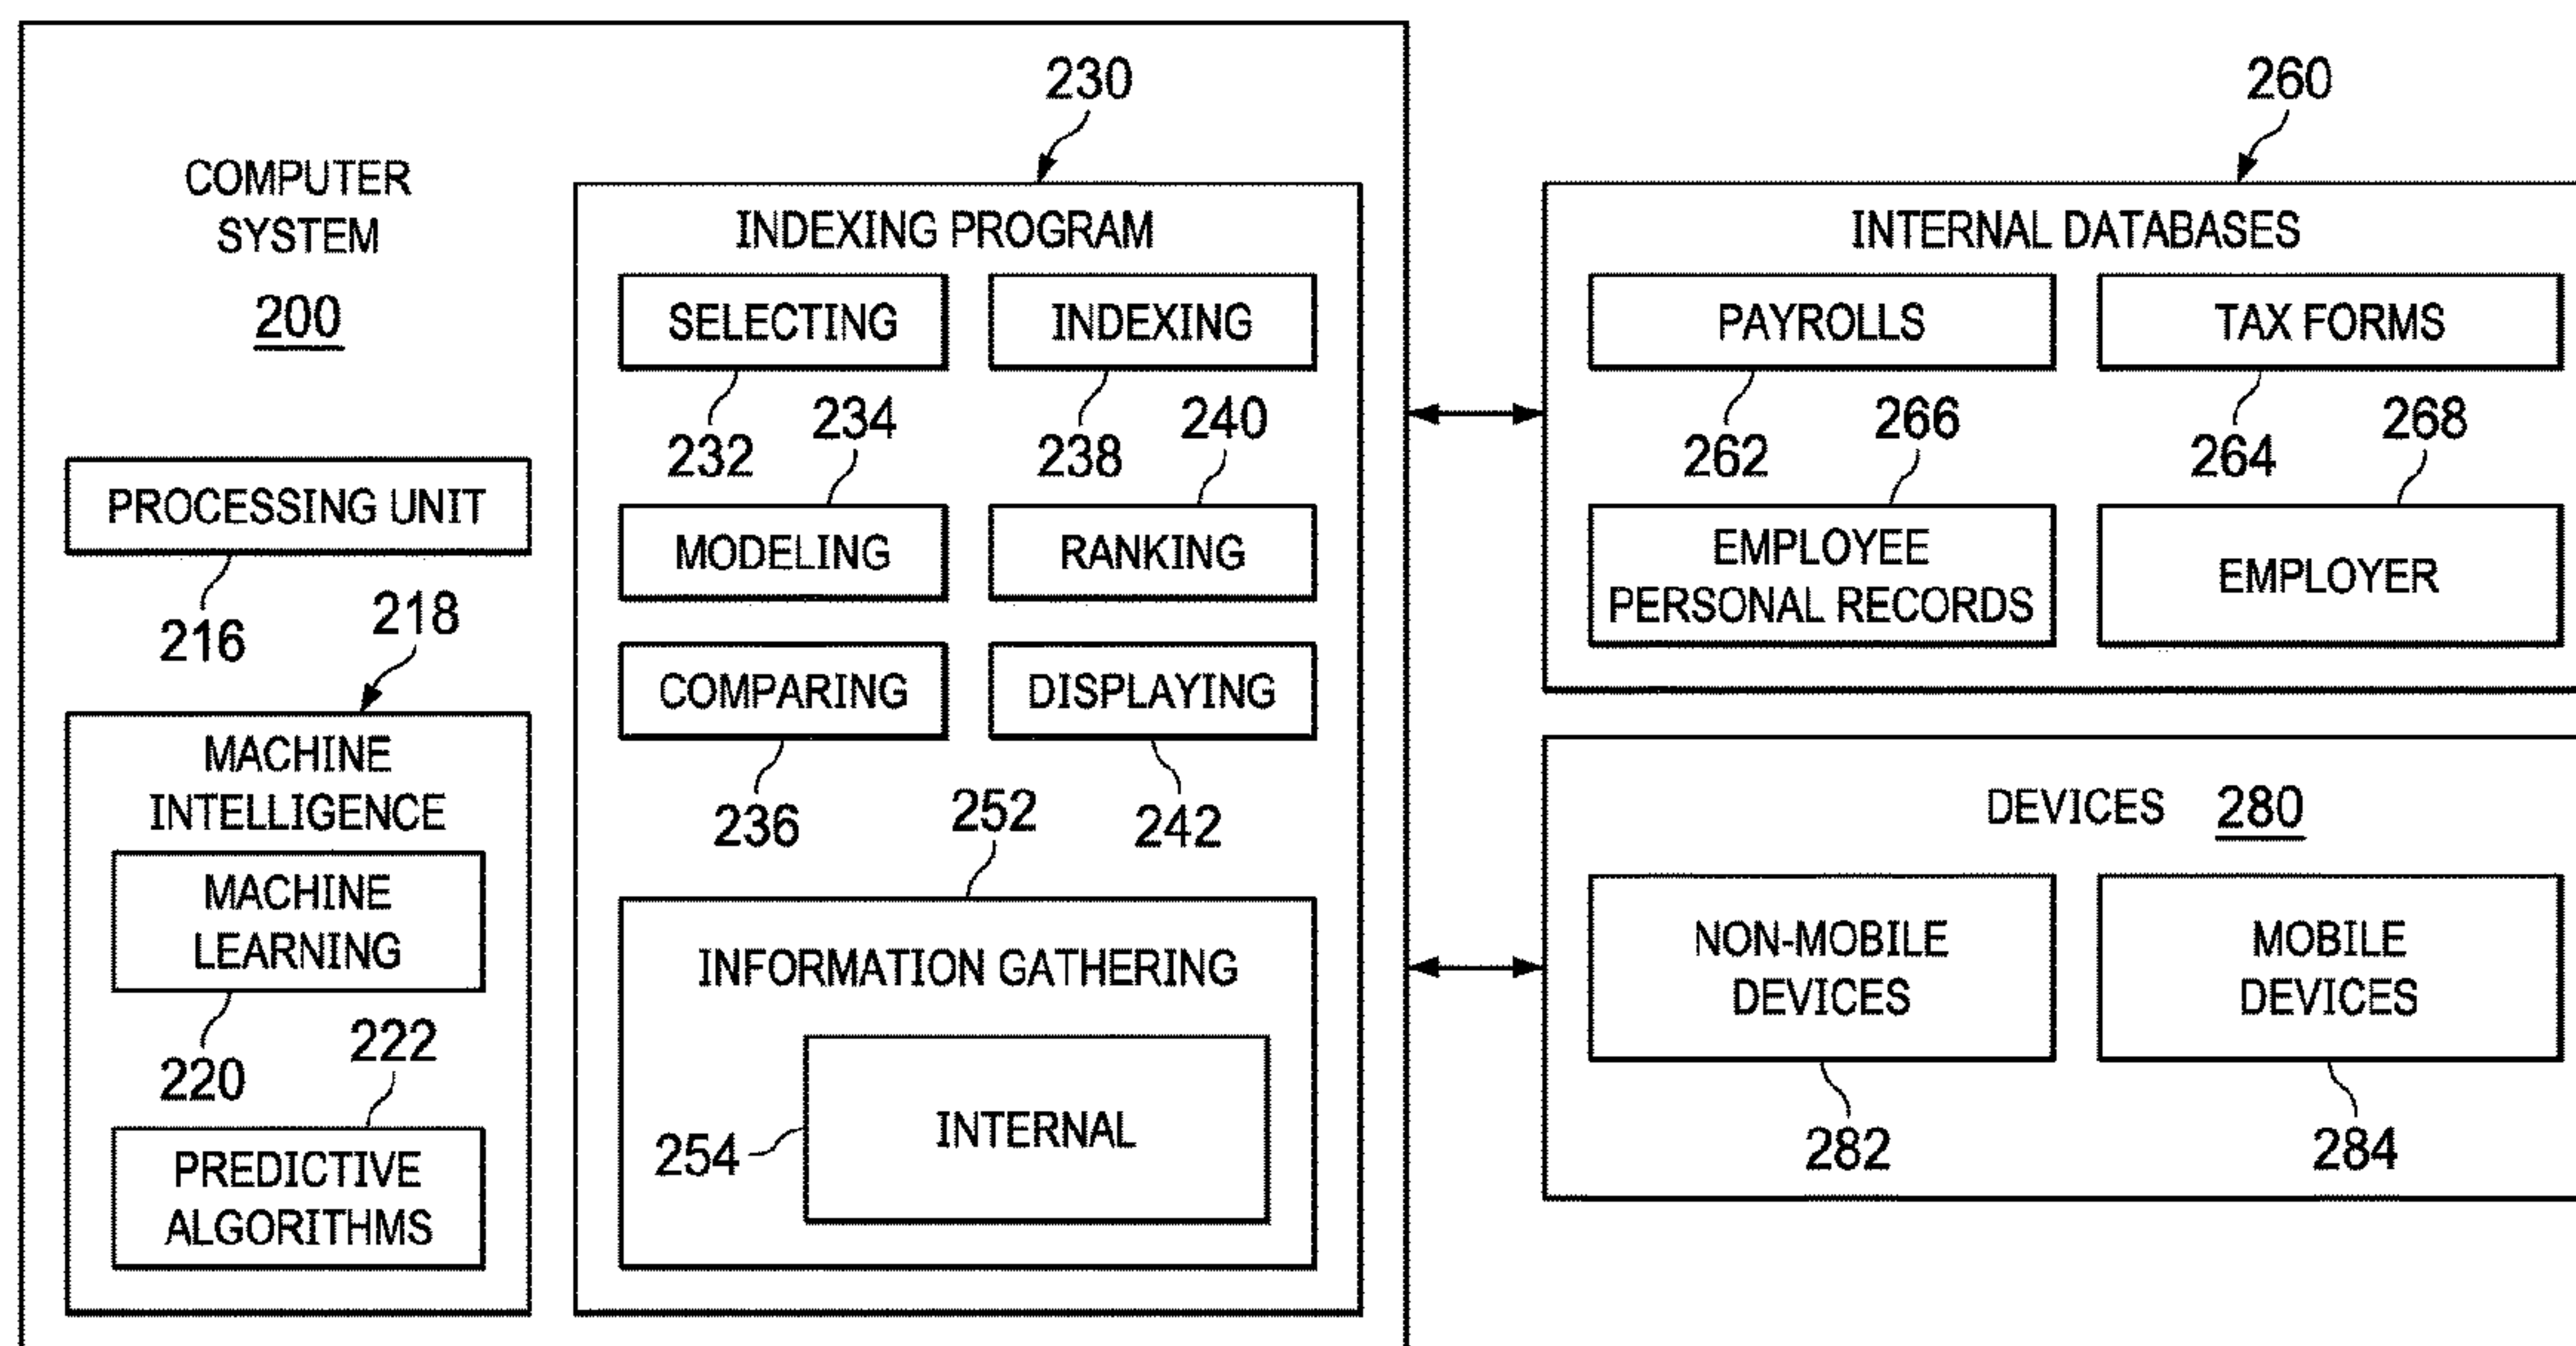 COMPUTER
SYSTEM
200
PROCESSING UNIT
216
218
MACHINE
INTELLIGENCE
MACHINE
LEARNING
220
222
PREDICTIVE
ALGORITHMS
230
INDEXING PROGRAM
SELECTING
INDEXING
232
234
238
240
MODELING
RANKING
COMPARING
DISPLAYING
236
252
242
INFORMATION GATHERING
254
INTERNAL
260
INTERNAL DATABASES
PAYROLLS
TAX FORMS
262
266
264
268
EMPLOYEE
PERSONAL RECORDS
EMPLOYER
DEVICES 280
NON-MOBILE
DEVICES
MOBILE
DEVICES
282
284